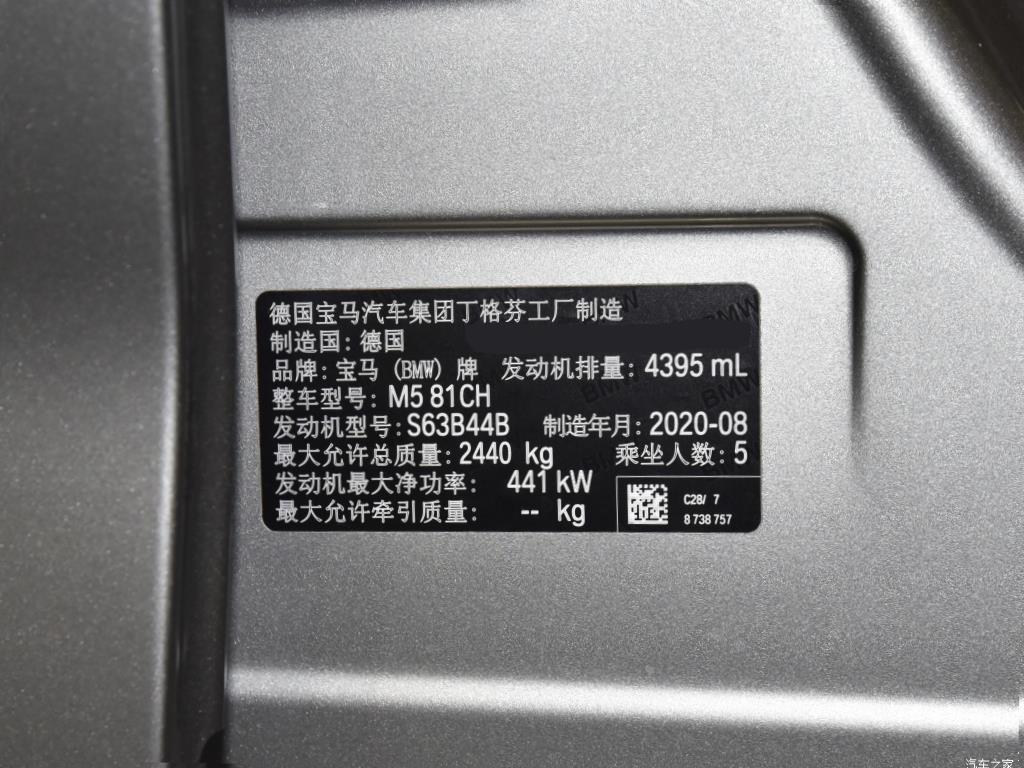 德国宝马汽车集团丁格芬工厂制造
制造国: 德国
品牌: 宝马 (BMW) 牌 发动机排量: 4395 mL
整车型号: M5 81CH
发动机型号: S63B44B 制造年月: 2020-08
最大允许总质量: 2440 kg 乘坐人数: 5
发动机最大净功率: 441 kW
最大允许牵引质量: -- kg
C28/ 7
8 738 757
汽车之家